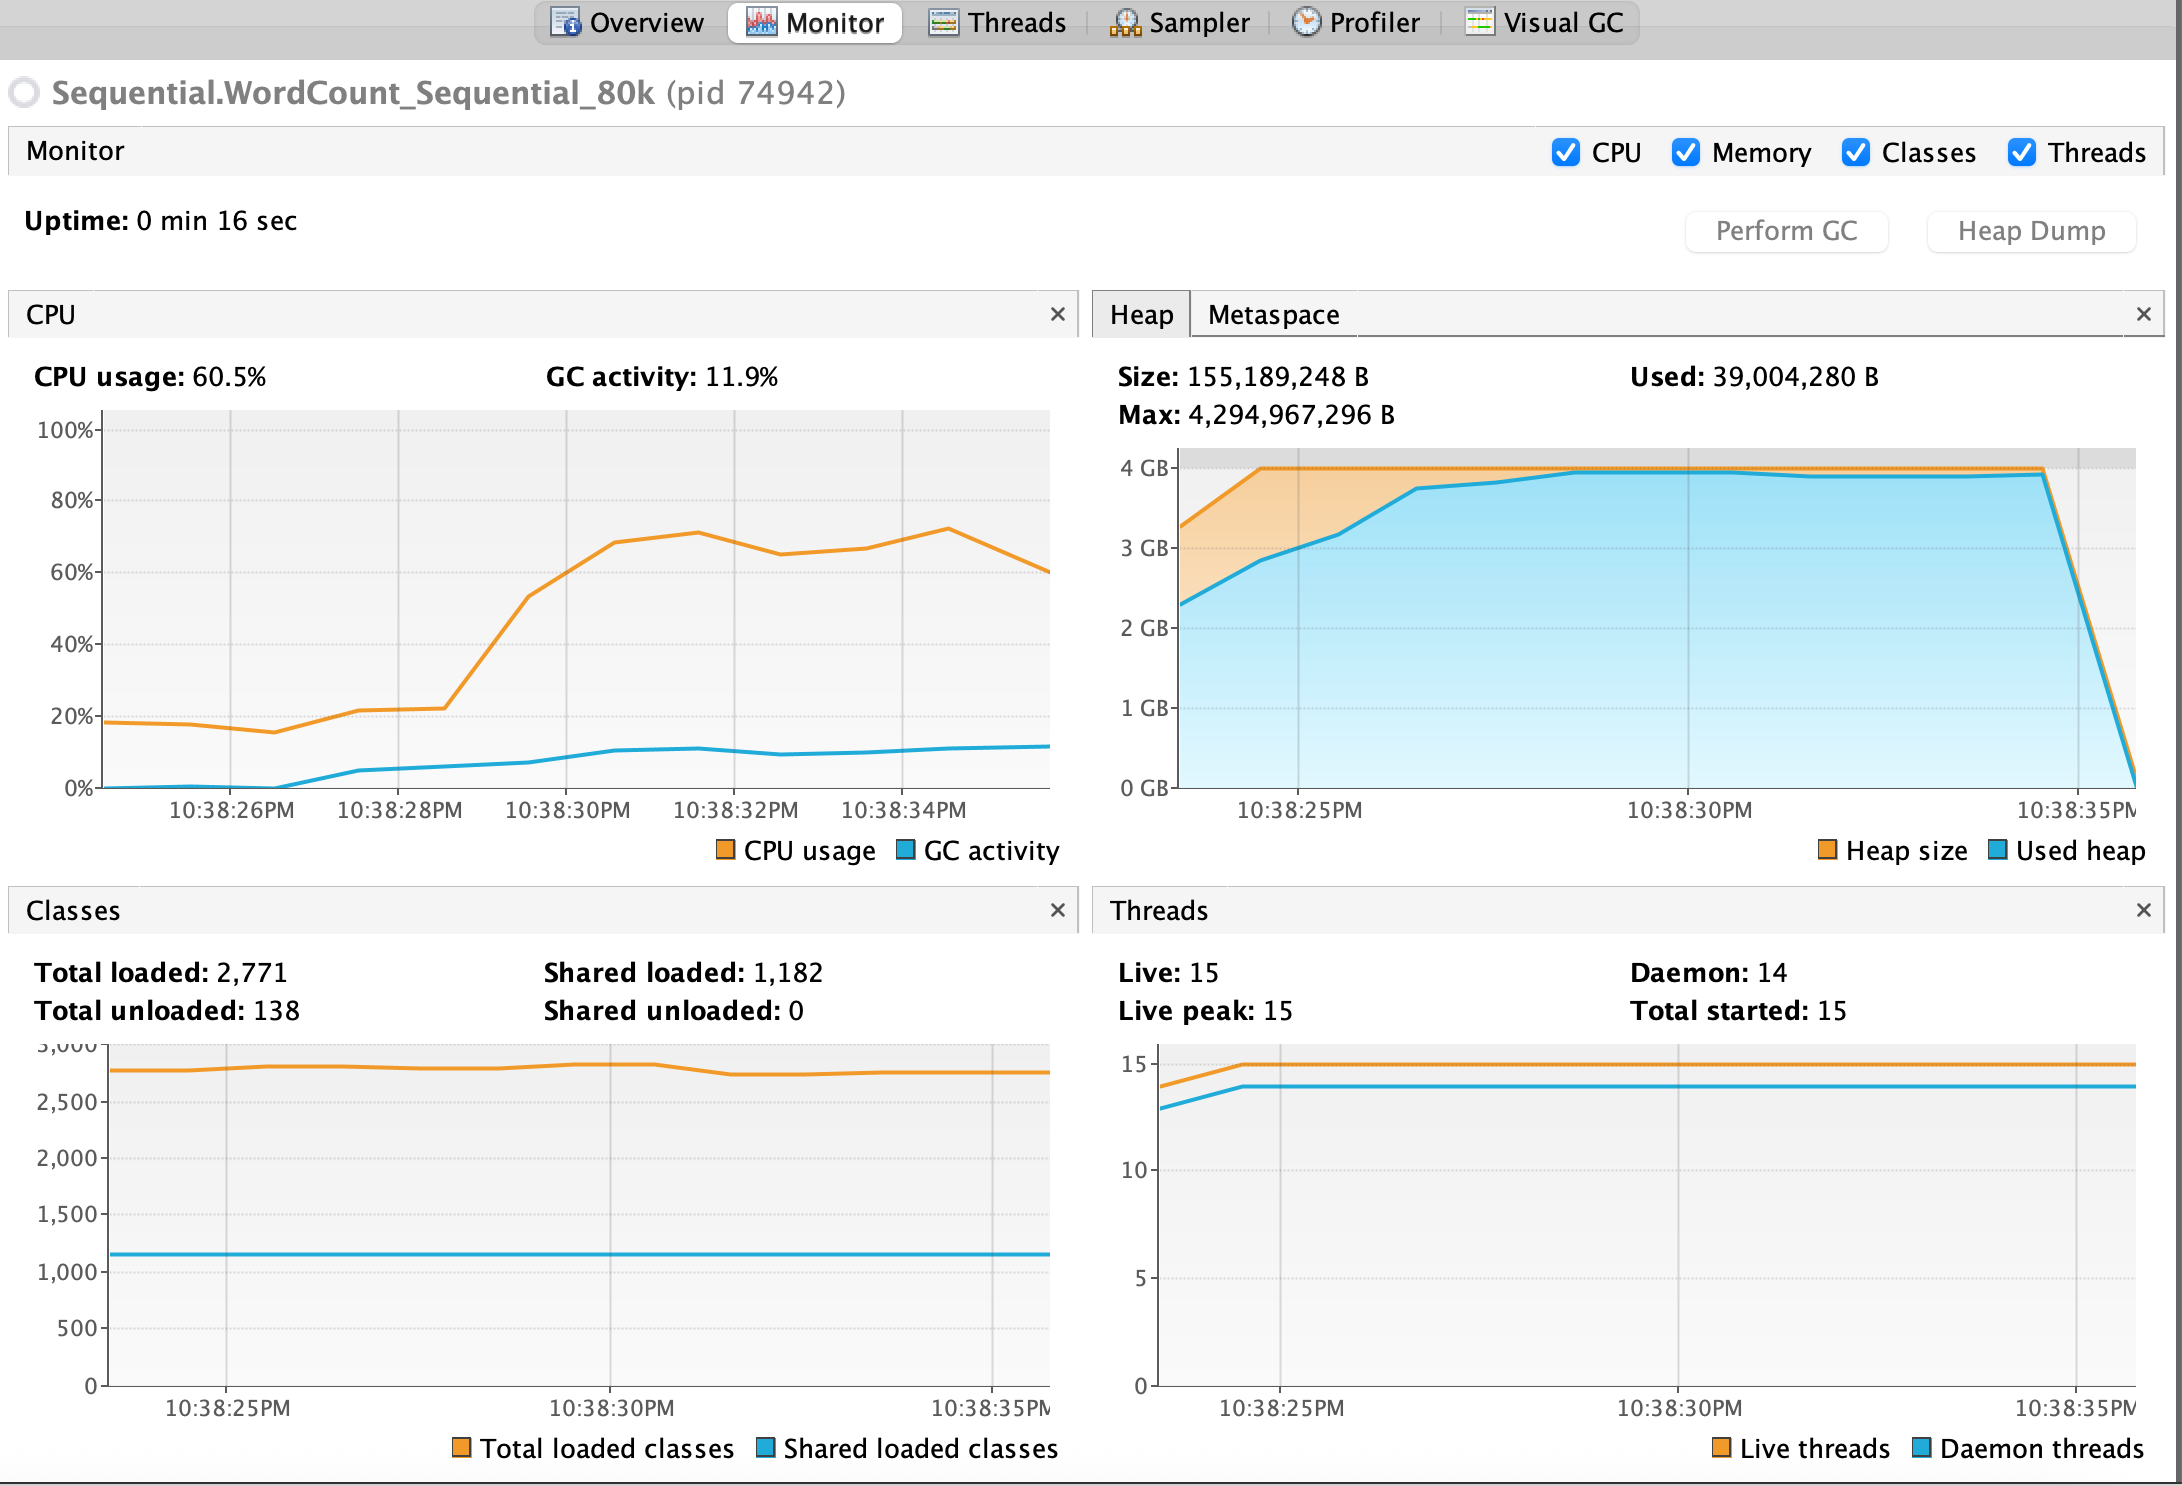 Overview Monitor Threads Sampler Profiler Visual GC
Sequential.WordCount_Sequential_80k (pid 74942)
Monitor
CPU Memory Classes Threads
Uptime: 0 min 16 sec
Perform GC Heap Dump
CPU
CPU usage: 60.5% GC activity: 11.9%
100%
80%
60%
40%
20%
0%
10:38:26PM 10:38:28PM 10:38:30PM 10:38:32PM 10:38:34PM
CPU usage GC activity
Heap Metaspace
Size: 155,189,248 B Used: 39,004,280 B
Max: 4,294,967,296 B
4 GB
3 GB
2 GB
1 GB
0 GB
10:38:25PM 10:38:30PM 10:38:35PM
Heap size Used heap
Classes
Total loaded: 2,771 Shared loaded: 1,182
Total unloaded: 138 Shared unloaded: 0
3,000
2,500
2,000
1,500
1,000
500
0
10:38:25PM 10:38:30PM 10:38:35PM
Total loaded classes Shared loaded classes
Threads
Live: 15 Daemon: 14
Live peak: 15 Total started: 15
15
10
5
0
10:38:25PM 10:38:30PM 10:38:35PM
Live threads Daemon threads